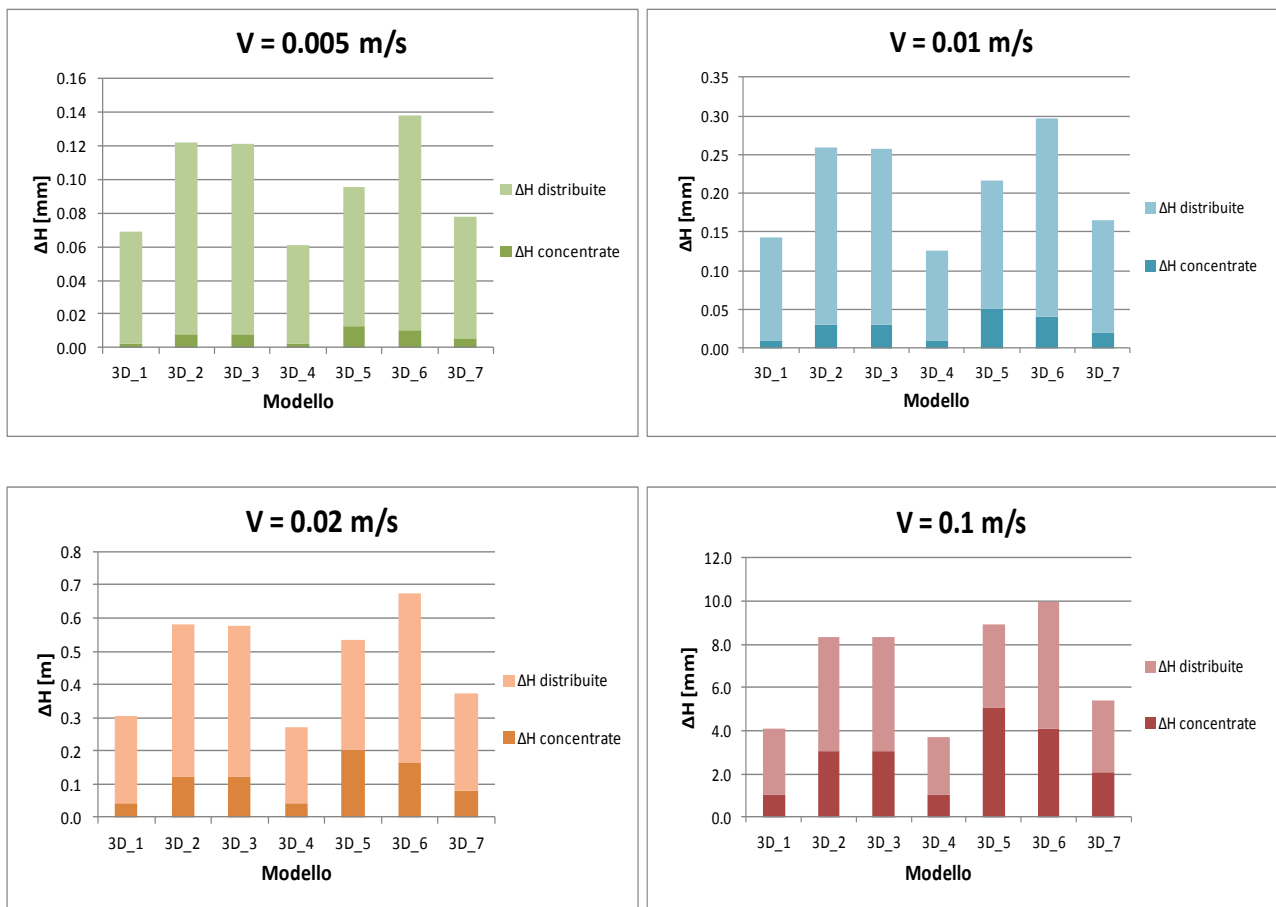 V = 0.005 m/s
0.16
0.14
0.12
0.10
0.08
0.06
0.04
0.02
0.00
ΔH [mm]
3D_1 3D_2 3D_3 3D_4 3D_5 3D_6 3D_7
Modello
ΔH distribuite
ΔH concentrate
V = 0.01 m/s
0.35
0.30
0.25
0.20
0.15
0.10
0.05
0.00
ΔH [mm]
3D_1 3D_2 3D_3 3D_4 3D_5 3D_6 3D_7
Modello
ΔH distribuite
ΔH concentrate
V = 0.02 m/s
0.8
0.7
0.6
0.5
0.4
0.3
0.2
0.1
0.0
ΔH [m]
3D_1 3D_2 3D_3 3D_4 3D_5 3D_6 3D_7
Modello
ΔH distribuite
ΔH concentrate
V = 0.1 m/s
12.0
10.0
8.0
6.0
4.0
2.0
0.0
ΔH [mm]
3D_1 3D_2 3D_3 3D_4 3D_5 3D_6 3D_7
Modello
ΔH distribuite
ΔH concentrate